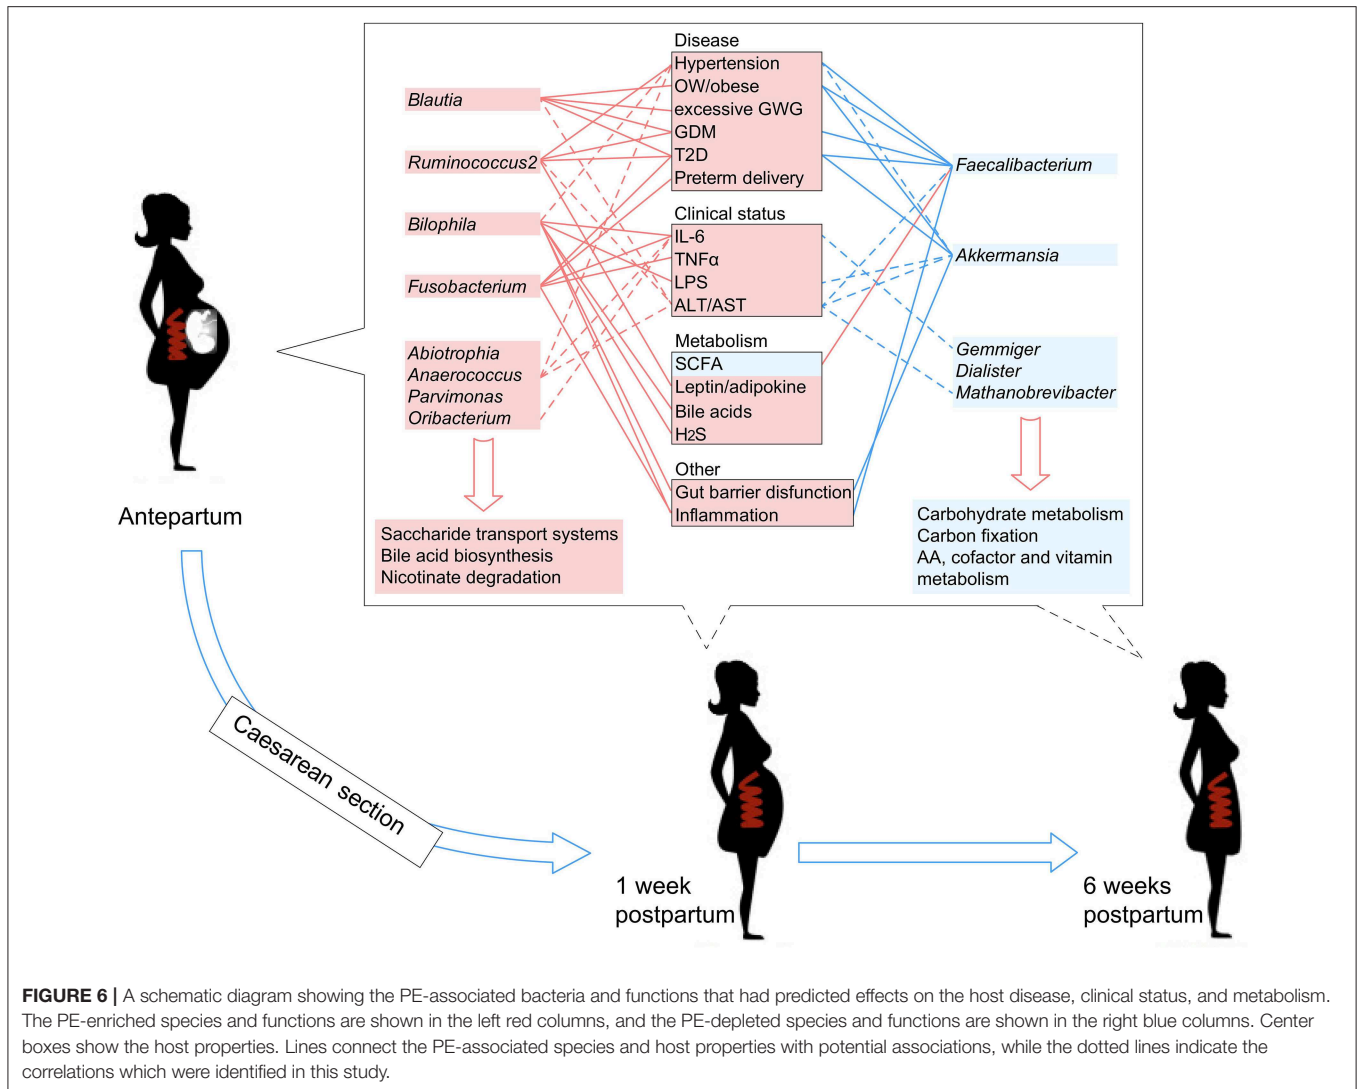 Disease
Hypertension
OW/obese
excessive GWG
GDM
T2D
Preterm delivery
Clinical status
IL-6
TNFα
LPS
ALT/AST
Metabolism
SCFA
Leptin/adipokine
Bile acids
H2S
Other
Gut barrier disfunction
Inflammation
Blautia
Ruminococcus2
Bilophila
Fusobacterium
Abiotrophia
Anaerococcus
Parvimonas
Oribacterium
Saccharide transport systems
Bile acid biosynthesis
Nicotinate degradation
Faecalibacterium
Akkermansia
Gemmiger
Dialister
Mathanobrevibacter
Carbohydrate metabolism
Carbon fixation
AA, cofactor and vitamin
metabolism
Antepartum
Caesarean section
1 week
postpartum
6 weeks
postpartum
FIGURE 6 | A schematic diagram showing the PE-associated bacteria and functions that had predicted effects on the host disease, clinical status, and metabolism.
The PE-enriched species and functions are shown in the left red columns, and the PE-depleted species and functions are shown in the right blue columns. Center
boxes show the host properties. Lines connect the PE-associated species and host properties with potential associations, while the dotted lines indicate the
correlations which were identified in this study.